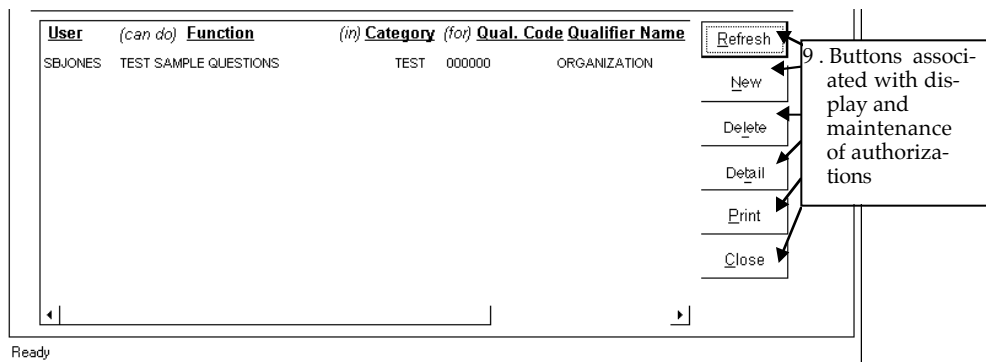 User (can do) Function (in) Category (for) Qual. Code Qualifier Name
SBJONES TEST SAMPLE QUESTIONS TEST 000000 ORGANIZATION
Refresh
New
Delete
Detail
Print
Close
9 . Buttons associ-
ated with dis-
play and
maintenance
of authoriza-
tions
Ready